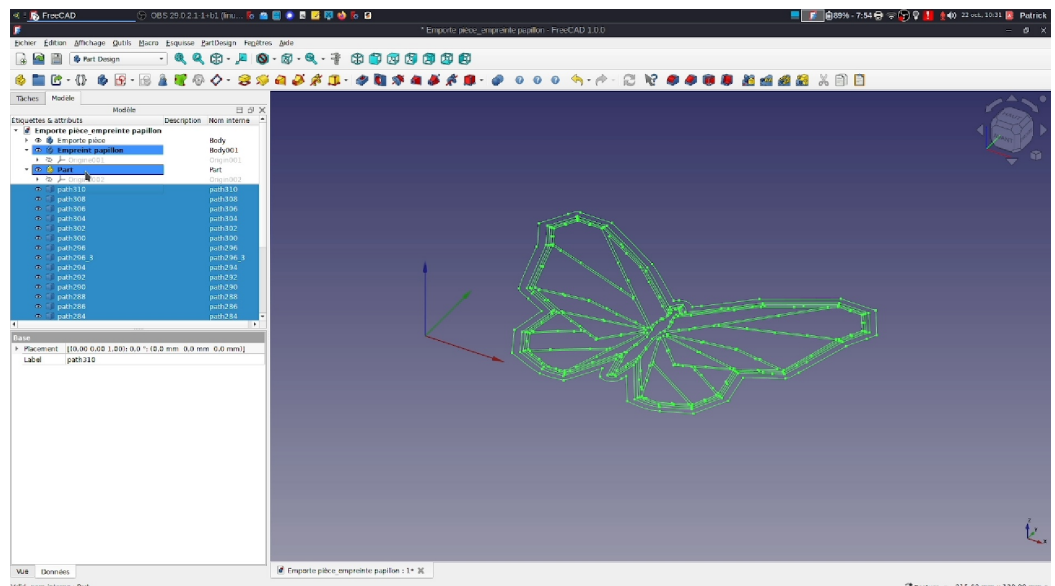 FreeCAD
OBS 29.0.2.1-1+b1 (linu...
89% - 7:54
22 oct., 10:31
Patrick
* Emporte pièce_empreinte papillon - FreeCAD 1.0.0
Fichier Edition Affichage Outils Macro Esquisse PartDesign Fenêtres Aide
Part Design
Tâches Modèle
Modèle
Etiquettes & attributs Description Nom interne
Emporte pièce_empreinte papillon
Emporte pièce Body
Empreint papillon Body001
Origine001 Origin001
Part Part
Origin002
path310 path310
path308 path308
path306 path306
path304 path304
path302 path302
path300 path300
path296 path296
path296_3 path296_3
path294 path294
path292 path292
path290 path290
path288 path288
path286 path286
path284 path284
Base
Placement [(0,00 0,00 1,00); 0,0 °; (0,0 mm 0,0 mm 0,0 mm)]
Label path310
Vue Données
Emporte pièce_empreinte papillon : 1*
Z
Y
X